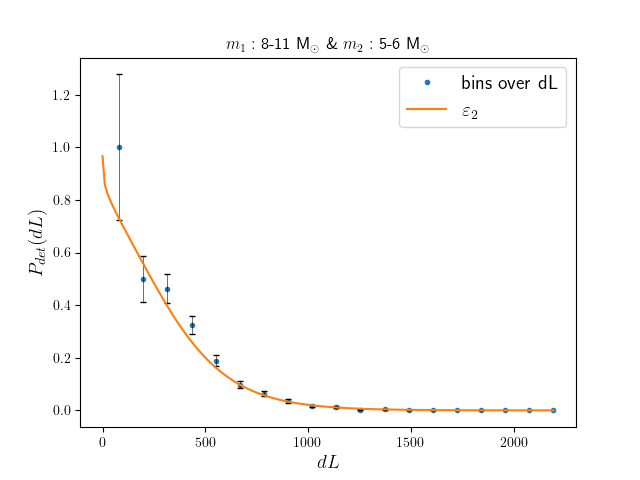 m₁ : 8-11 M⊙ & m₂ : 5-6 M⊙
bins over dL
ε₂
P_det(dL)
1.2
1.0
0.8
0.6
0.4
0.2
0.0
0 500 1000 1500 2000
dL